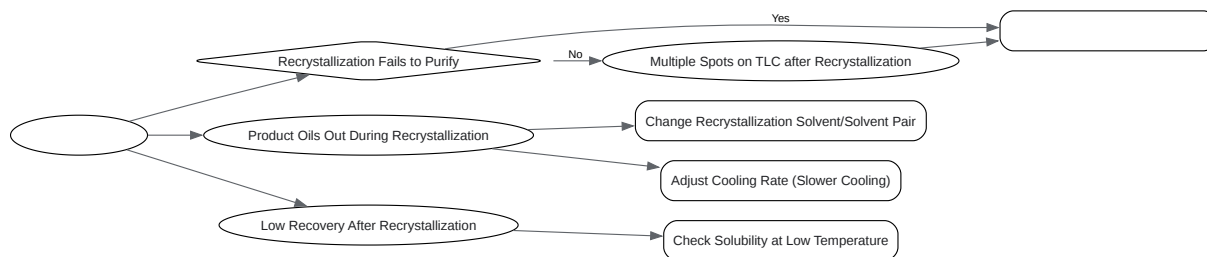 Yes
Recrystallization Fails to Purify
No
Multiple Spots on TLC after Recrystallization
Product Oils Out During Recrystallization
Change Recrystallization Solvent/Solvent Pair
Adjust Cooling Rate (Slower Cooling)
Low Recovery After Recrystallization
Check Solubility at Low Temperature